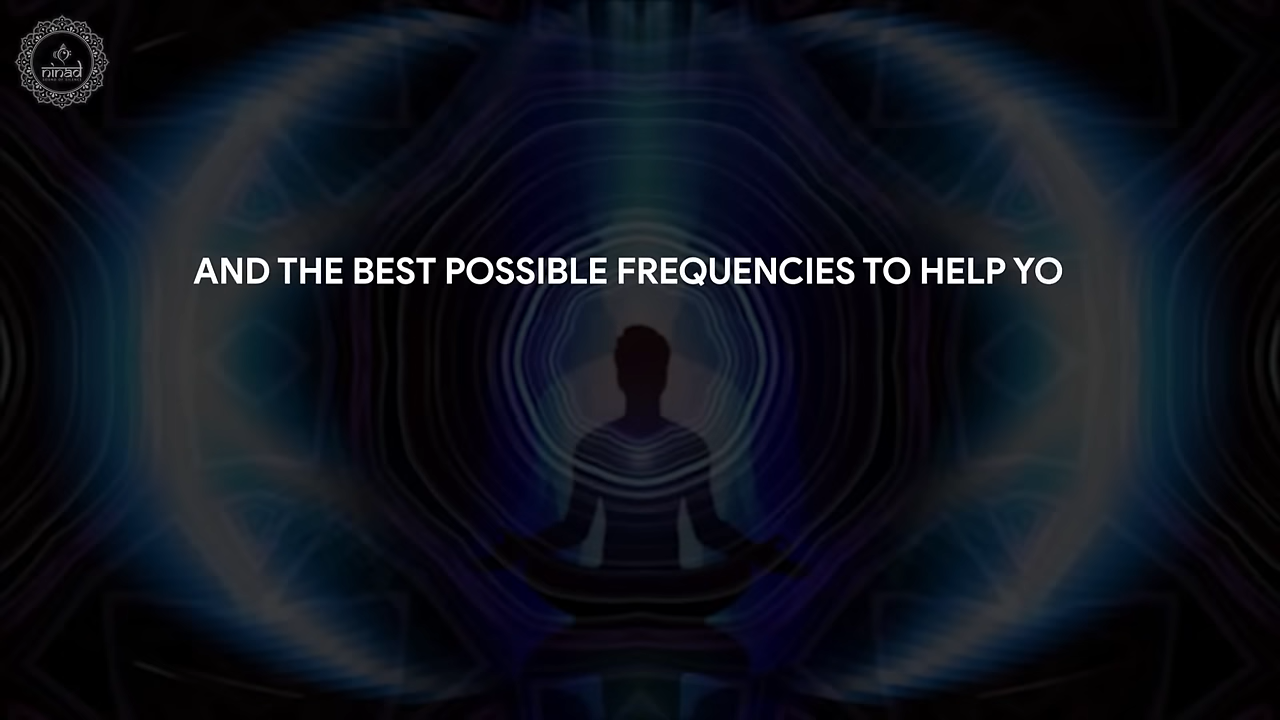 ninad
AND THE BEST POSSIBLE FREQUENCIES TO HELP YO